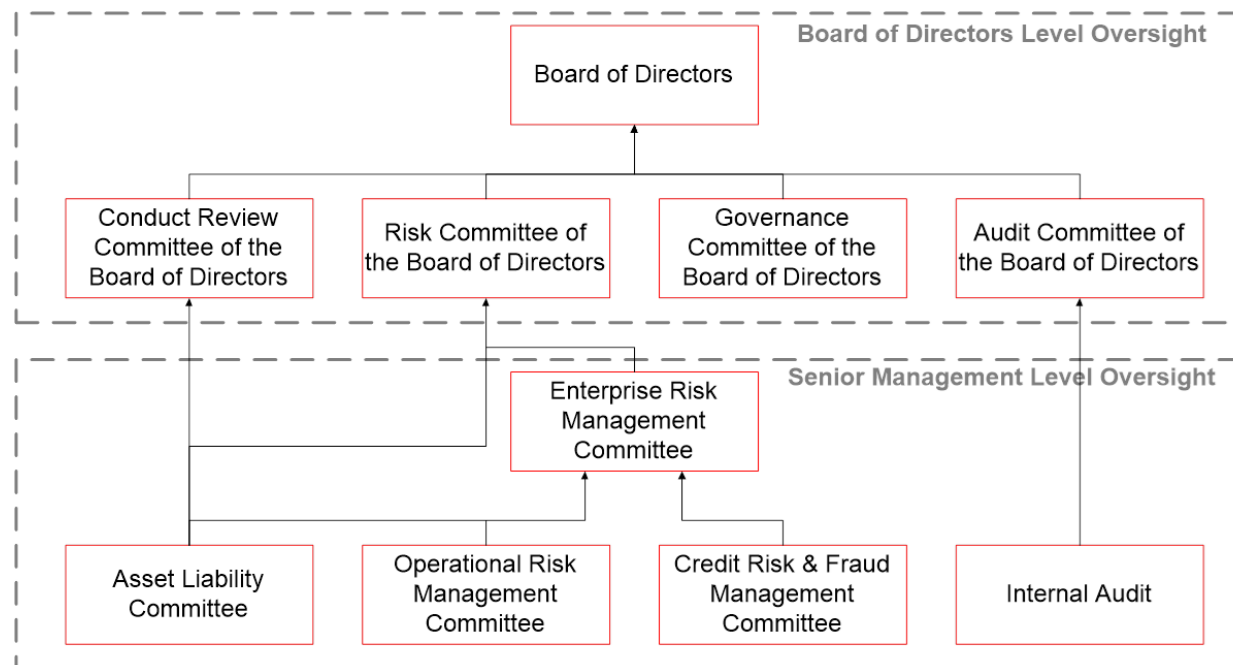 Board of Directors Level Oversight
Board of Directors
Conduct Review
Committee of the
Board of Directors
Risk Committee of
the Board of Directors
Governance
Committee of the
Board of Directors
Audit Committee of
the Board of Directors
Senior Management Level Oversight
Enterprise Risk
Management
Committee
Asset Liability
Committee
Operational Risk
Management
Committee
Credit Risk & Fraud
Management
Committee
Internal Audit